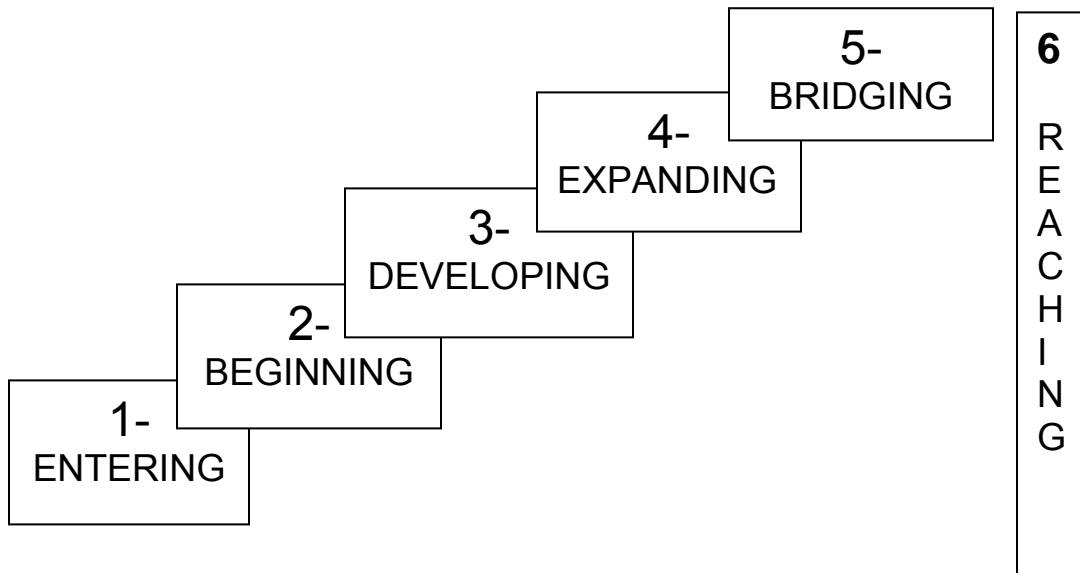 1-
ENTERING
2-
BEGINNING
3-
DEVELOPING
4-
EXPANDING
5-
BRIDGING
6
R
E
A
C
H
I
N
G